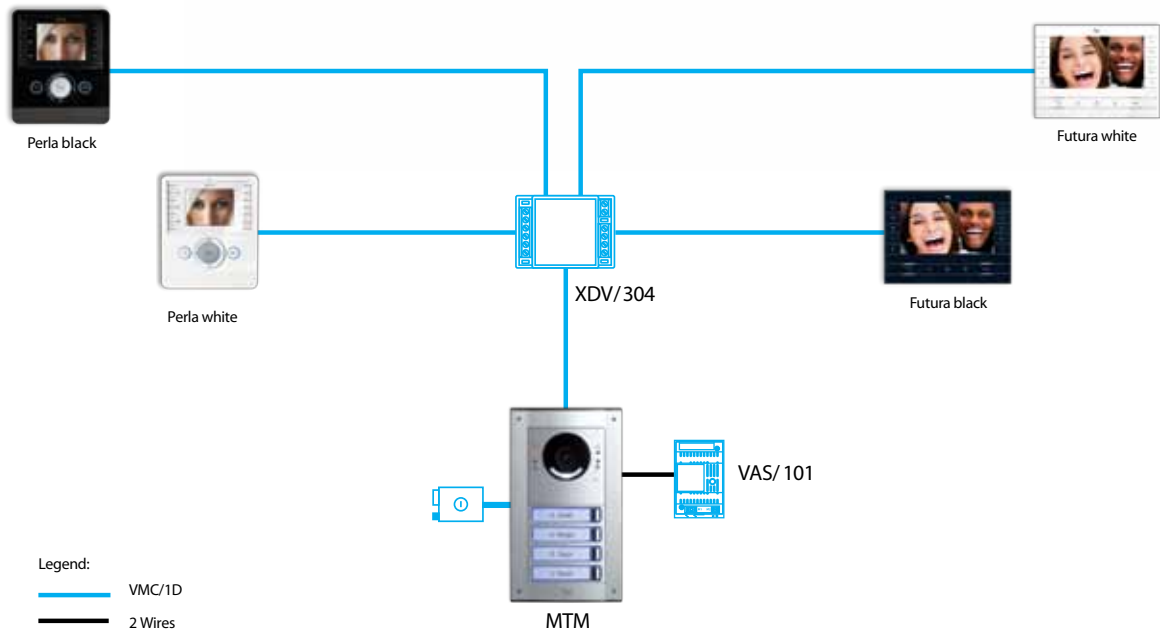 Perla black
Futura white
Perla white
XDV/304
Futura black
VAS/101
Legend:
VMC/1D
2 Wires
MTM